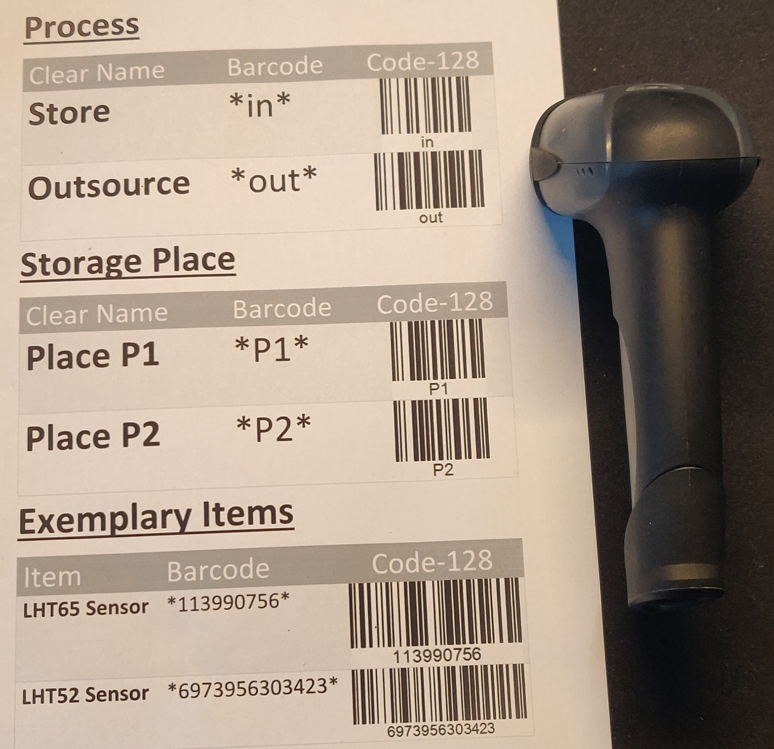 Process
Clear Name Barcode Code-128
Store *in*
in
Outsource *out*
out
Storage Place
Clear Name Barcode Code-128
Place P1 *P1*
P1
Place P2 *P2*
P2
Exemplary Items
Item Barcode Code-128
LHT65 Sensor *113990756*
113990756
LHT52 Sensor *6973956303423*
6973956303423